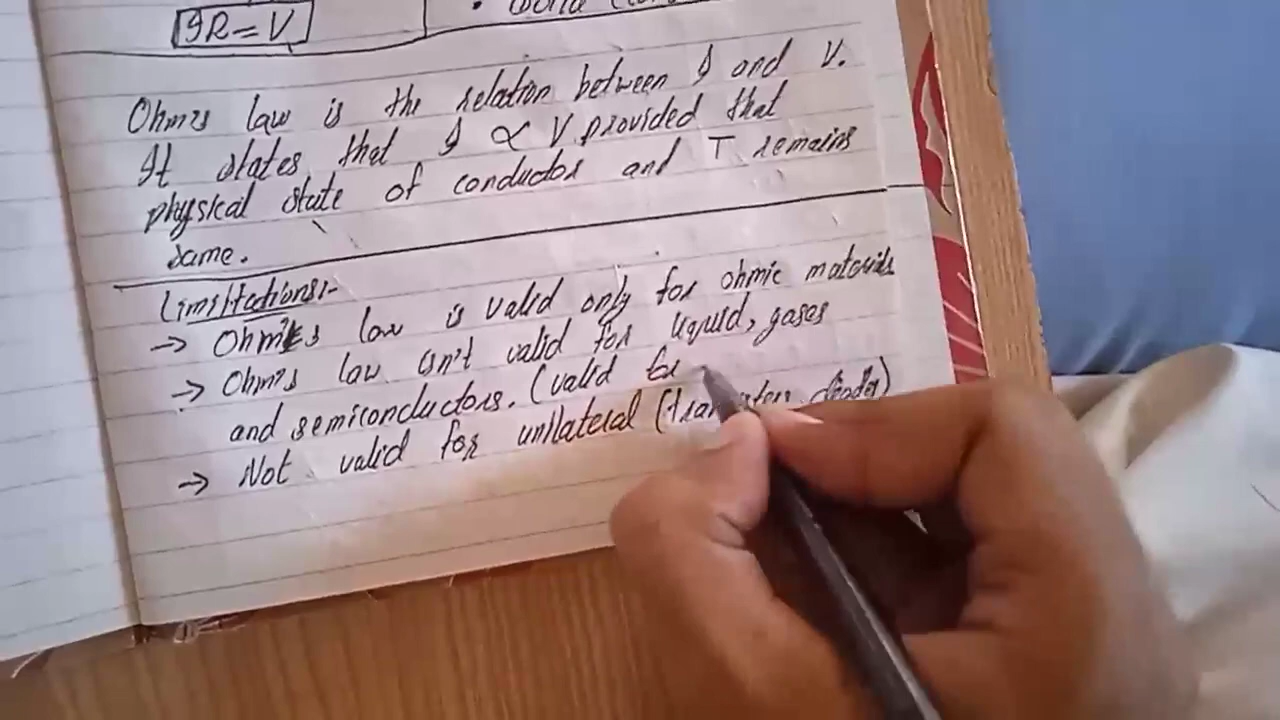 IR=V
Ohm's law is the relation between I and V.
It states that I ∝ V provided that
physical state of conductor and T remains
same.
Limitations:-
→ Ohm's law is valid only for ohmic materials
→ Ohm's law isn't valid for liquid, gases
and semiconductors. (valid for
→ Not valid for unilateral (